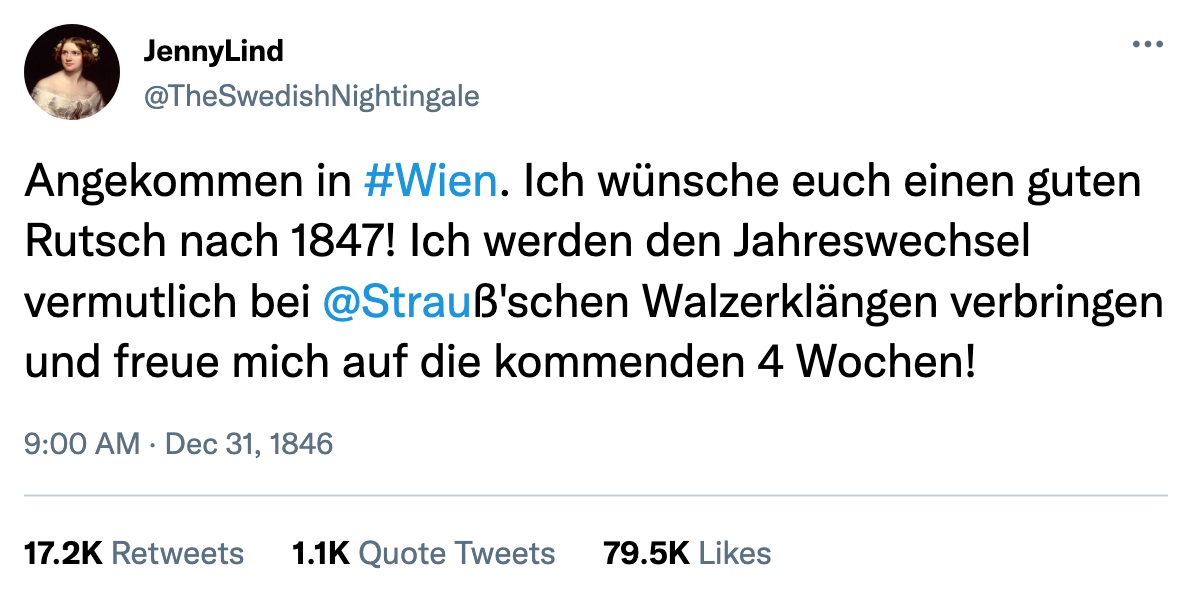 JennyLind
@TheSwedishNightingale
Angekommen in #Wien. Ich wünsche euch einen guten
Rutsch nach 1847! Ich werden den Jahreswechsel
vermutlich bei @Strauß'schen Walzerklängen verbringen
und freue mich auf die kommenden 4 Wochen!
9:00 AM · Dec 31, 1846
17.2K Retweets 1.1K Quote Tweets 79.5K Likes